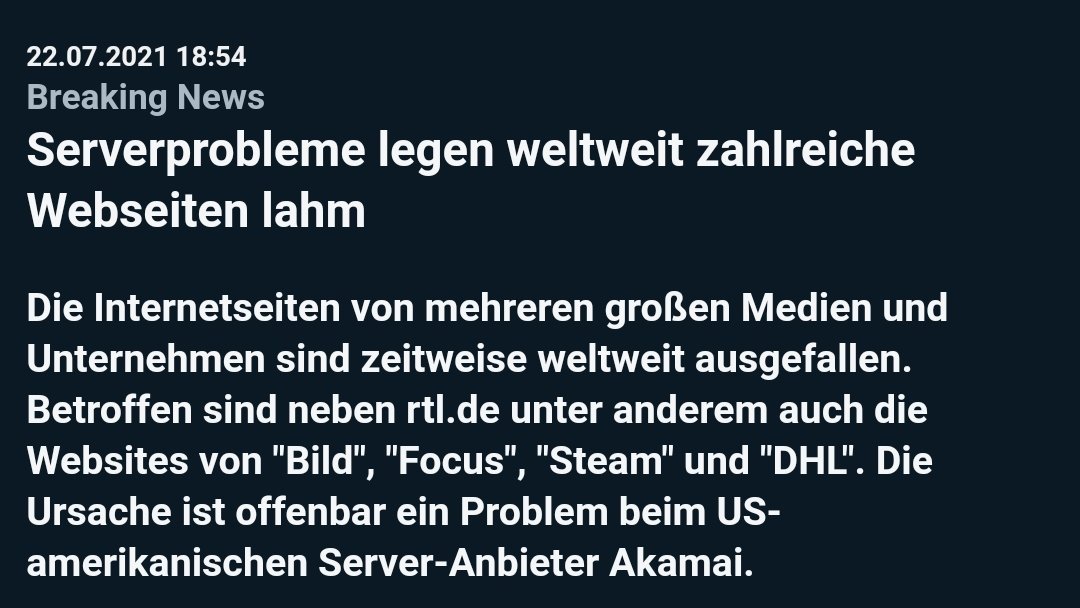 22.07.2021 18:54
Breaking News
Serverprobleme legen weltweit zahlreiche
Webseiten lahm
Die Internetseiten von mehreren großen Medien und
Unternehmen sind zeitweise weltweit ausgefallen.
Betroffen sind neben rtl.de unter anderem auch die
Websites von "Bild", "Focus", "Steam" und "DHL". Die
Ursache ist offenbar ein Problem beim US-
amerikanischen Server-Anbieter Akamai.